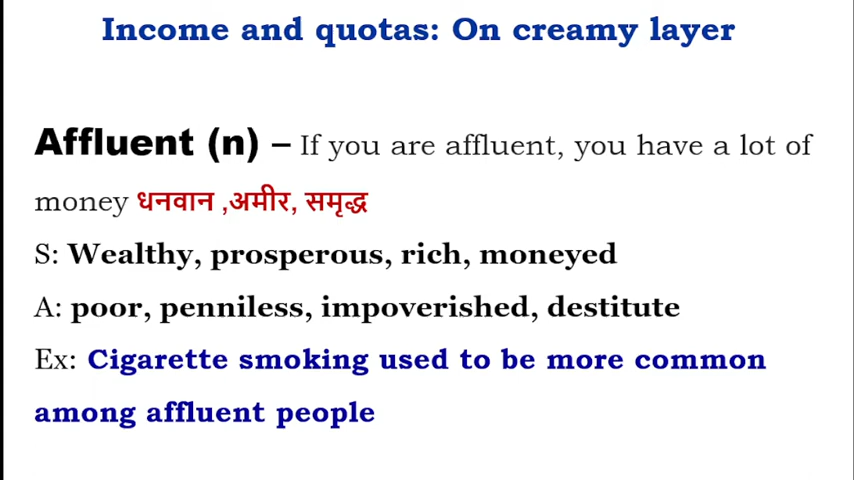 Income and quotas: On creamy layer
Affluent (n) – If you are affluent, you have a lot of
money धनवान ,अमीर, समृद्ध
S: Wealthy, prosperous, rich, moneyed
A: poor, penniless, impoverished, destitute
Ex: Cigarette smoking used to be more common
among affluent people